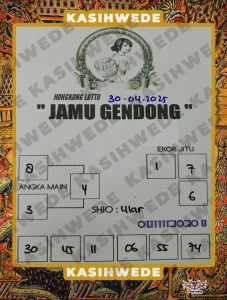 KASIHWEDE
HONGKONG LOTTO 30-04-2025
"JAMU GENDONG"
EKOR JITU
8 1 7
ANGKA MAIN 4 6
3 SHIO : Ular
30 45 11 06 55 74
KASIHWEDE